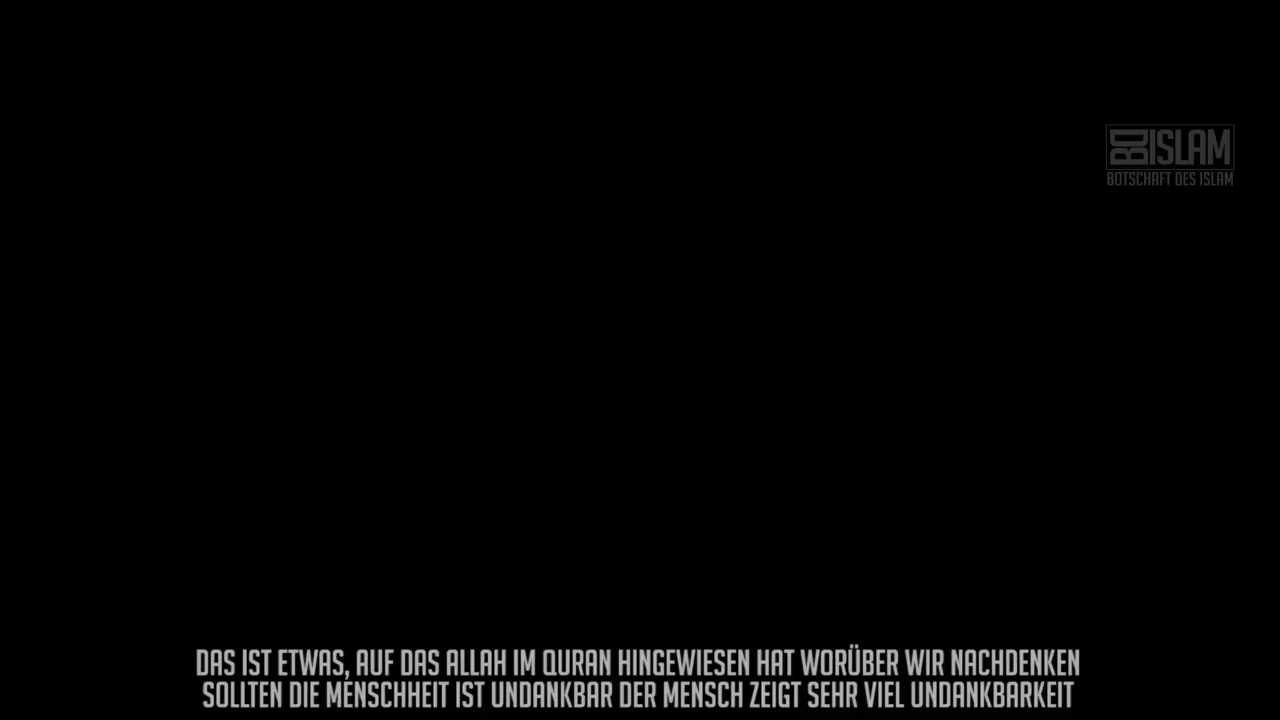 BDISLAM
BOTSCHAFT DES ISLAM
DAS IST ETWAS, AUF DAS ALLAH IM QURAN HINGEWIESEN HAT WORÜBER WIR NACHDENKEN
SOLLTEN DIE MENSCHHEIT IST UNDANKBAR DER MENSCH ZEIGT SEHR VIEL UNDANKBARKEIT